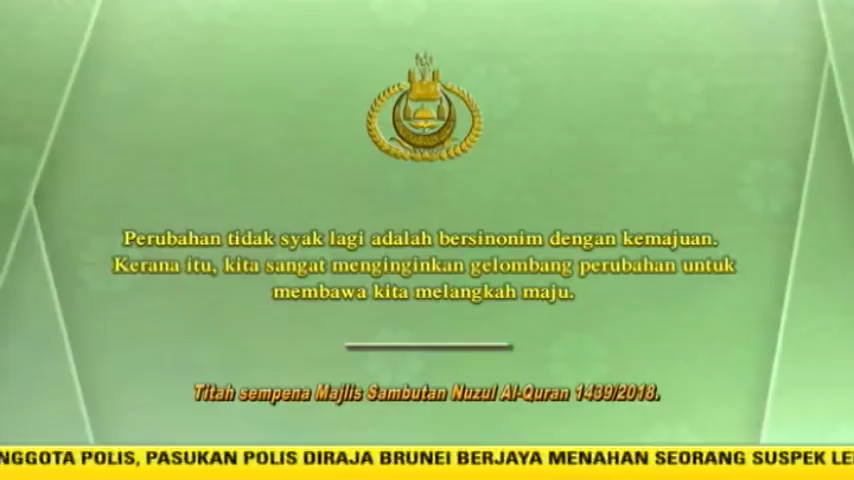 Perubahan tidak syak lagi adalah bersinonim dengan kemajuan.
Kerana itu, kita sangat menginginkan gelombang perubahan untuk
membawa kita melangkah maju.
Titah sempena Majlis Sambutan Nuzul Al-Quran 1439/2018.
NGGOTA POLIS, PASUKAN POLIS DIRAJA BRUNEI BERJAYA MENAHAN SEORANG SUSPEK LE